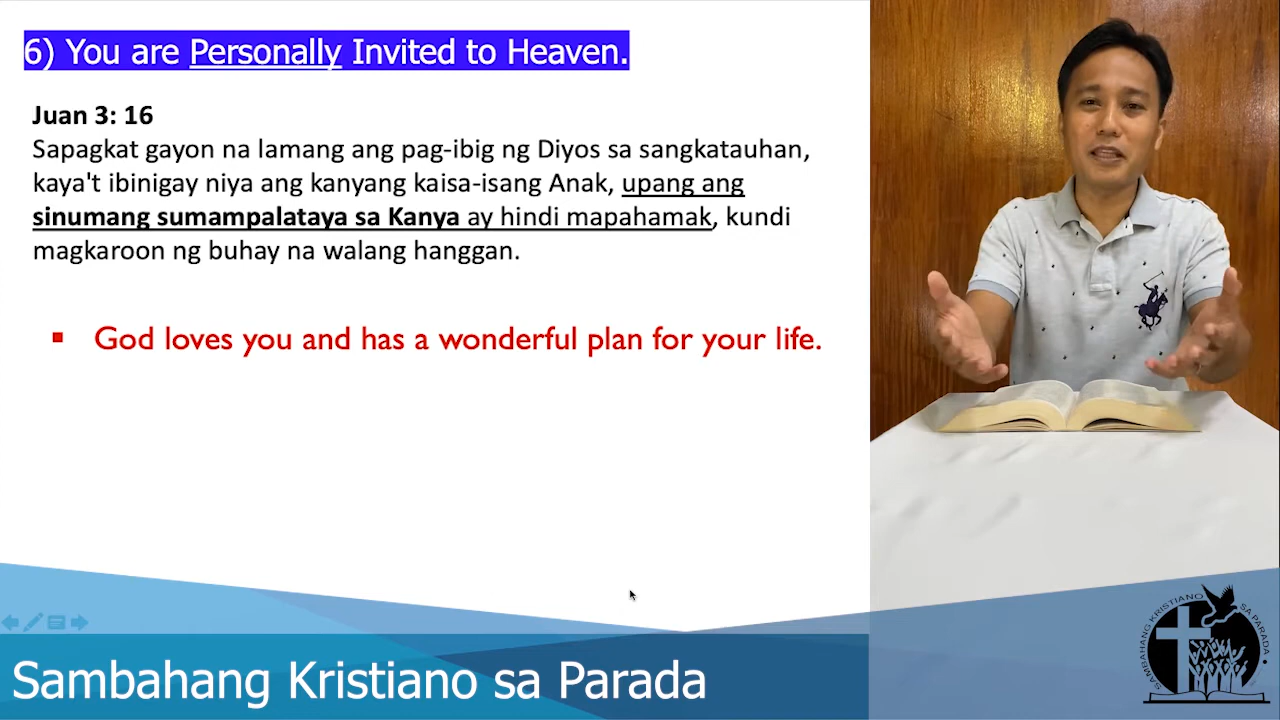 6) You are Personally Invited to Heaven.
Juan 3: 16
Sapagkat gayon na lamang ang pag-ibig ng Diyos sa sangkatauhan,
kaya't ibinigay niya ang kanyang kaisa-isang Anak, upang ang
sinumang sumampalataya sa Kanya ay hindi mapahamak, kundi
magkaroon ng buhay na walang hanggan.
▪ God loves you and has a wonderful plan for your life.
Sambahang Kristiano sa Parada
SAMBAHANG KRISTIANO SA PARADA